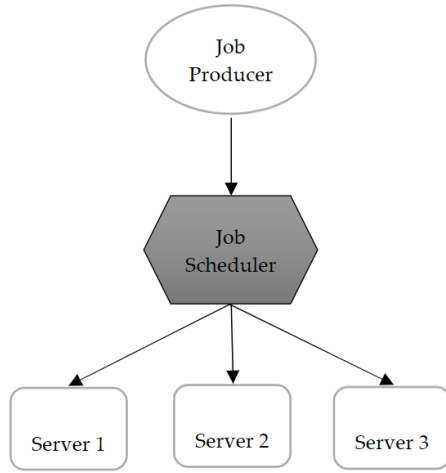 Job
Producer
Job
Scheduler
Server 1
Server 2
Server 3